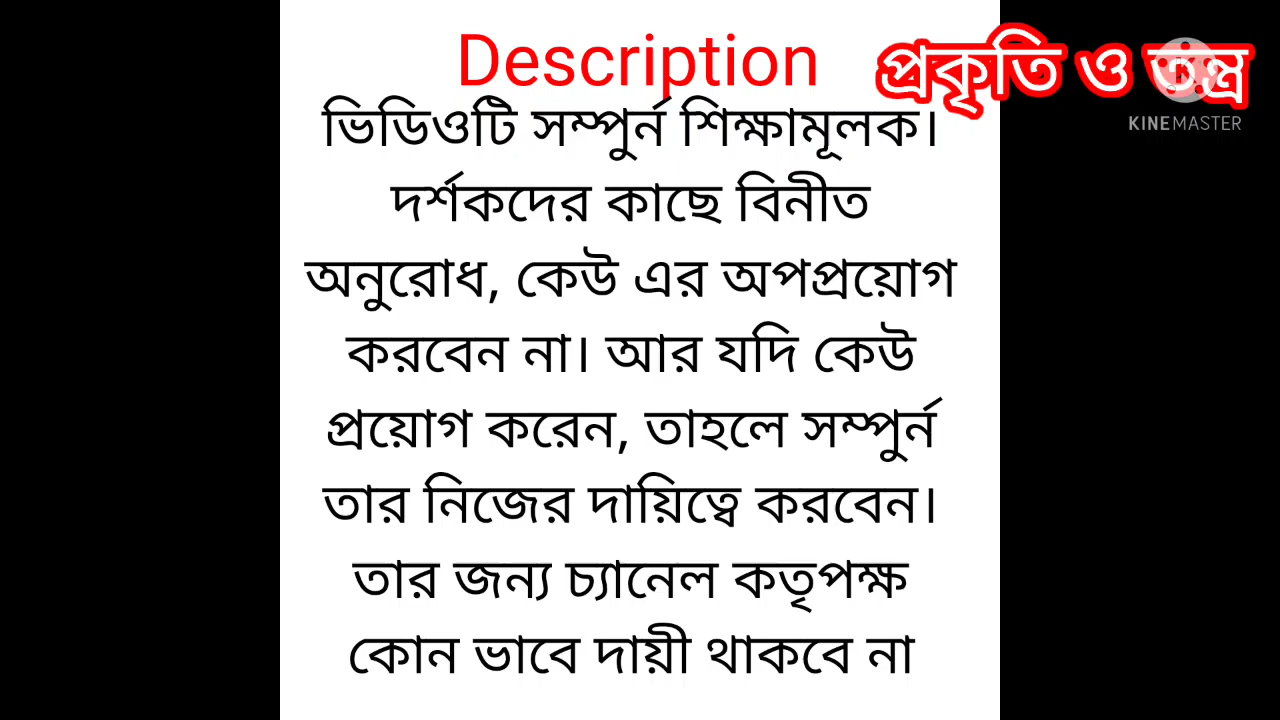 Description
প্রকৃতি ও তন্ত্র
KINEMASTER
ভিডিওটি সম্পুর্ন শিক্ষামূলক।
দর্শকদের কাছে বিনীত
অনুরোধ, কেউ এর অপপ্রয়োগ
করবেন না। আর যদি কেউ
প্রয়োগ করেন, তাহলে সম্পুর্ন
তার নিজের দায়িত্বে করবেন।
তার জন্য চ্যানেল কতৃপক্ষ
কোন ভাবে দায়ী থাকবে না